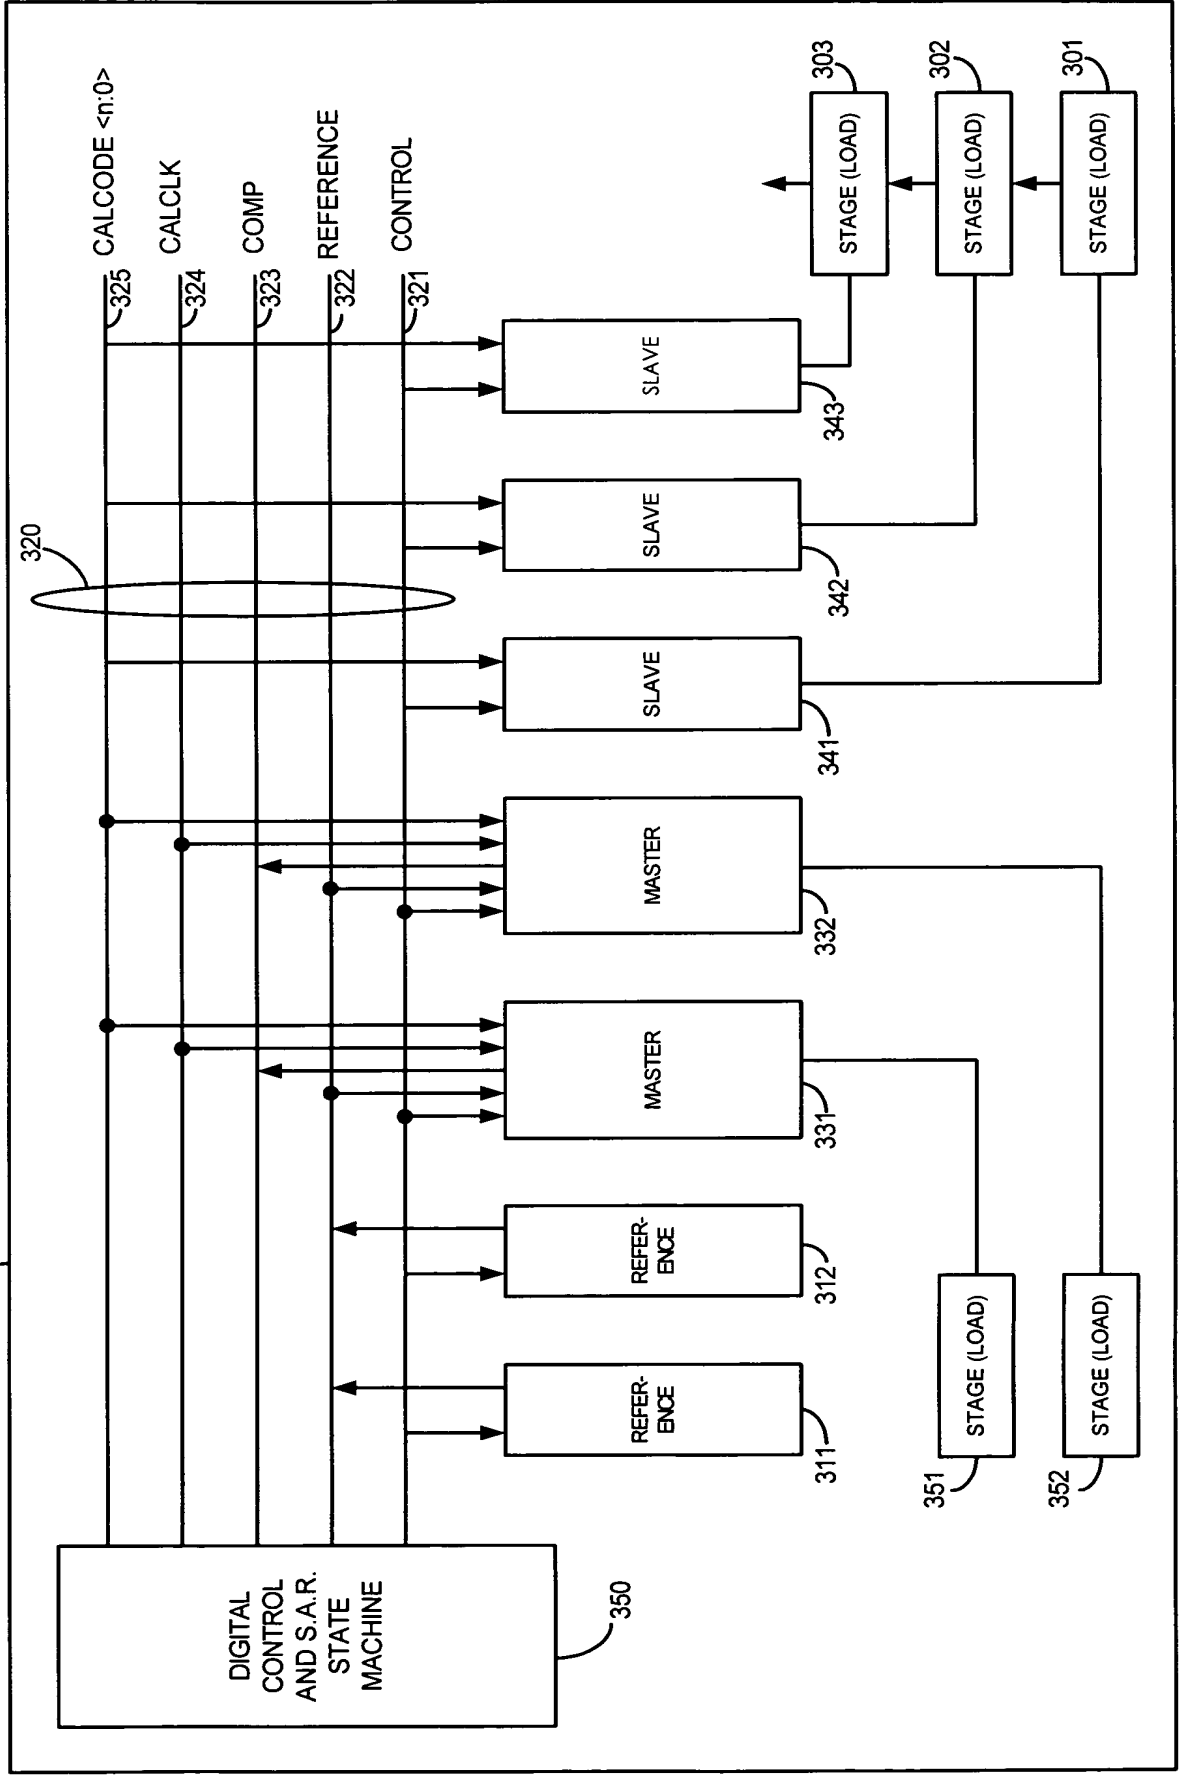 DIGITAL
CONTROL
AND S.A.R.
STATE
MACHINE
350
CALCODE <n:0>
325
CALCLK
324
COMP
323
REFERENCE
322
CONTROL
321
320
REFER-
ENCE
311
REFER-
ENCE
312
MASTER
331
MASTER
332
SLAVE
341
SLAVE
342
SLAVE
343
STAGE (LOAD)
351
STAGE (LOAD)
352
STAGE (LOAD)
303
STAGE (LOAD)
302
STAGE (LOAD)
301